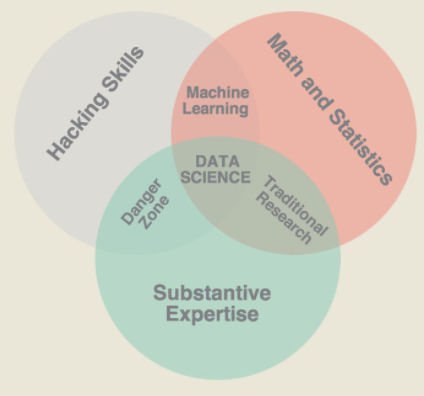 Hacking Skills
Math and Statistics
Machine
Learning
DATA
SCIENCE
Danger
Zone
Traditional
Research
Substantive
Expertise